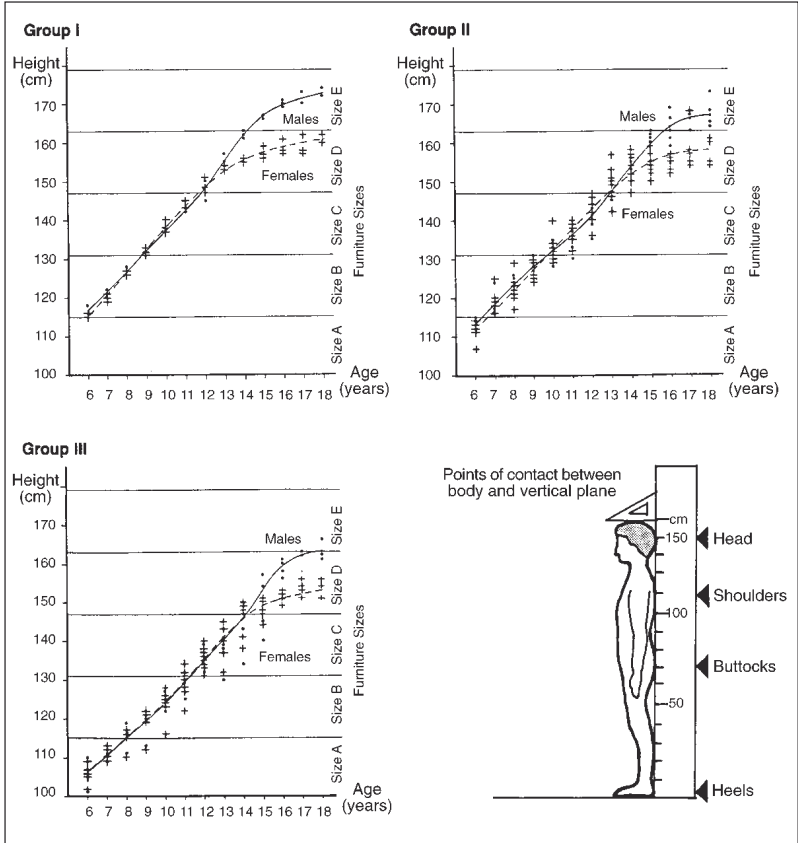 Group I
Height
(cm)
170
160
150
140
130
120
110
100
Males
Females
Size E
Size D
Size C
Size B
Size A
Furniture Sizes
6 7 8 9 10 11 12 13 14 15 16 17 18
Age
(years)
Group II
Height
(cm)
170
160
150
140
130
120
110
100
Males
Females
Size E
Size D
Size C
Size B
Size A
Furniture Sizes
6 7 8 9 10 11 12 13 14 15 16 17 18
Age
(years)
Group III
Height
(cm)
170
160
150
140
130
120
110
100
Males
Females
Size E
Size D
Size C
Size B
Size A
Furniture Sizes
6 7 8 9 10 11 12 13 14 15 16 17 18
Age
(years)
Points of contact between
body and vertical plane
cm
150
100
50
Head
Shoulders
Buttocks
Heels